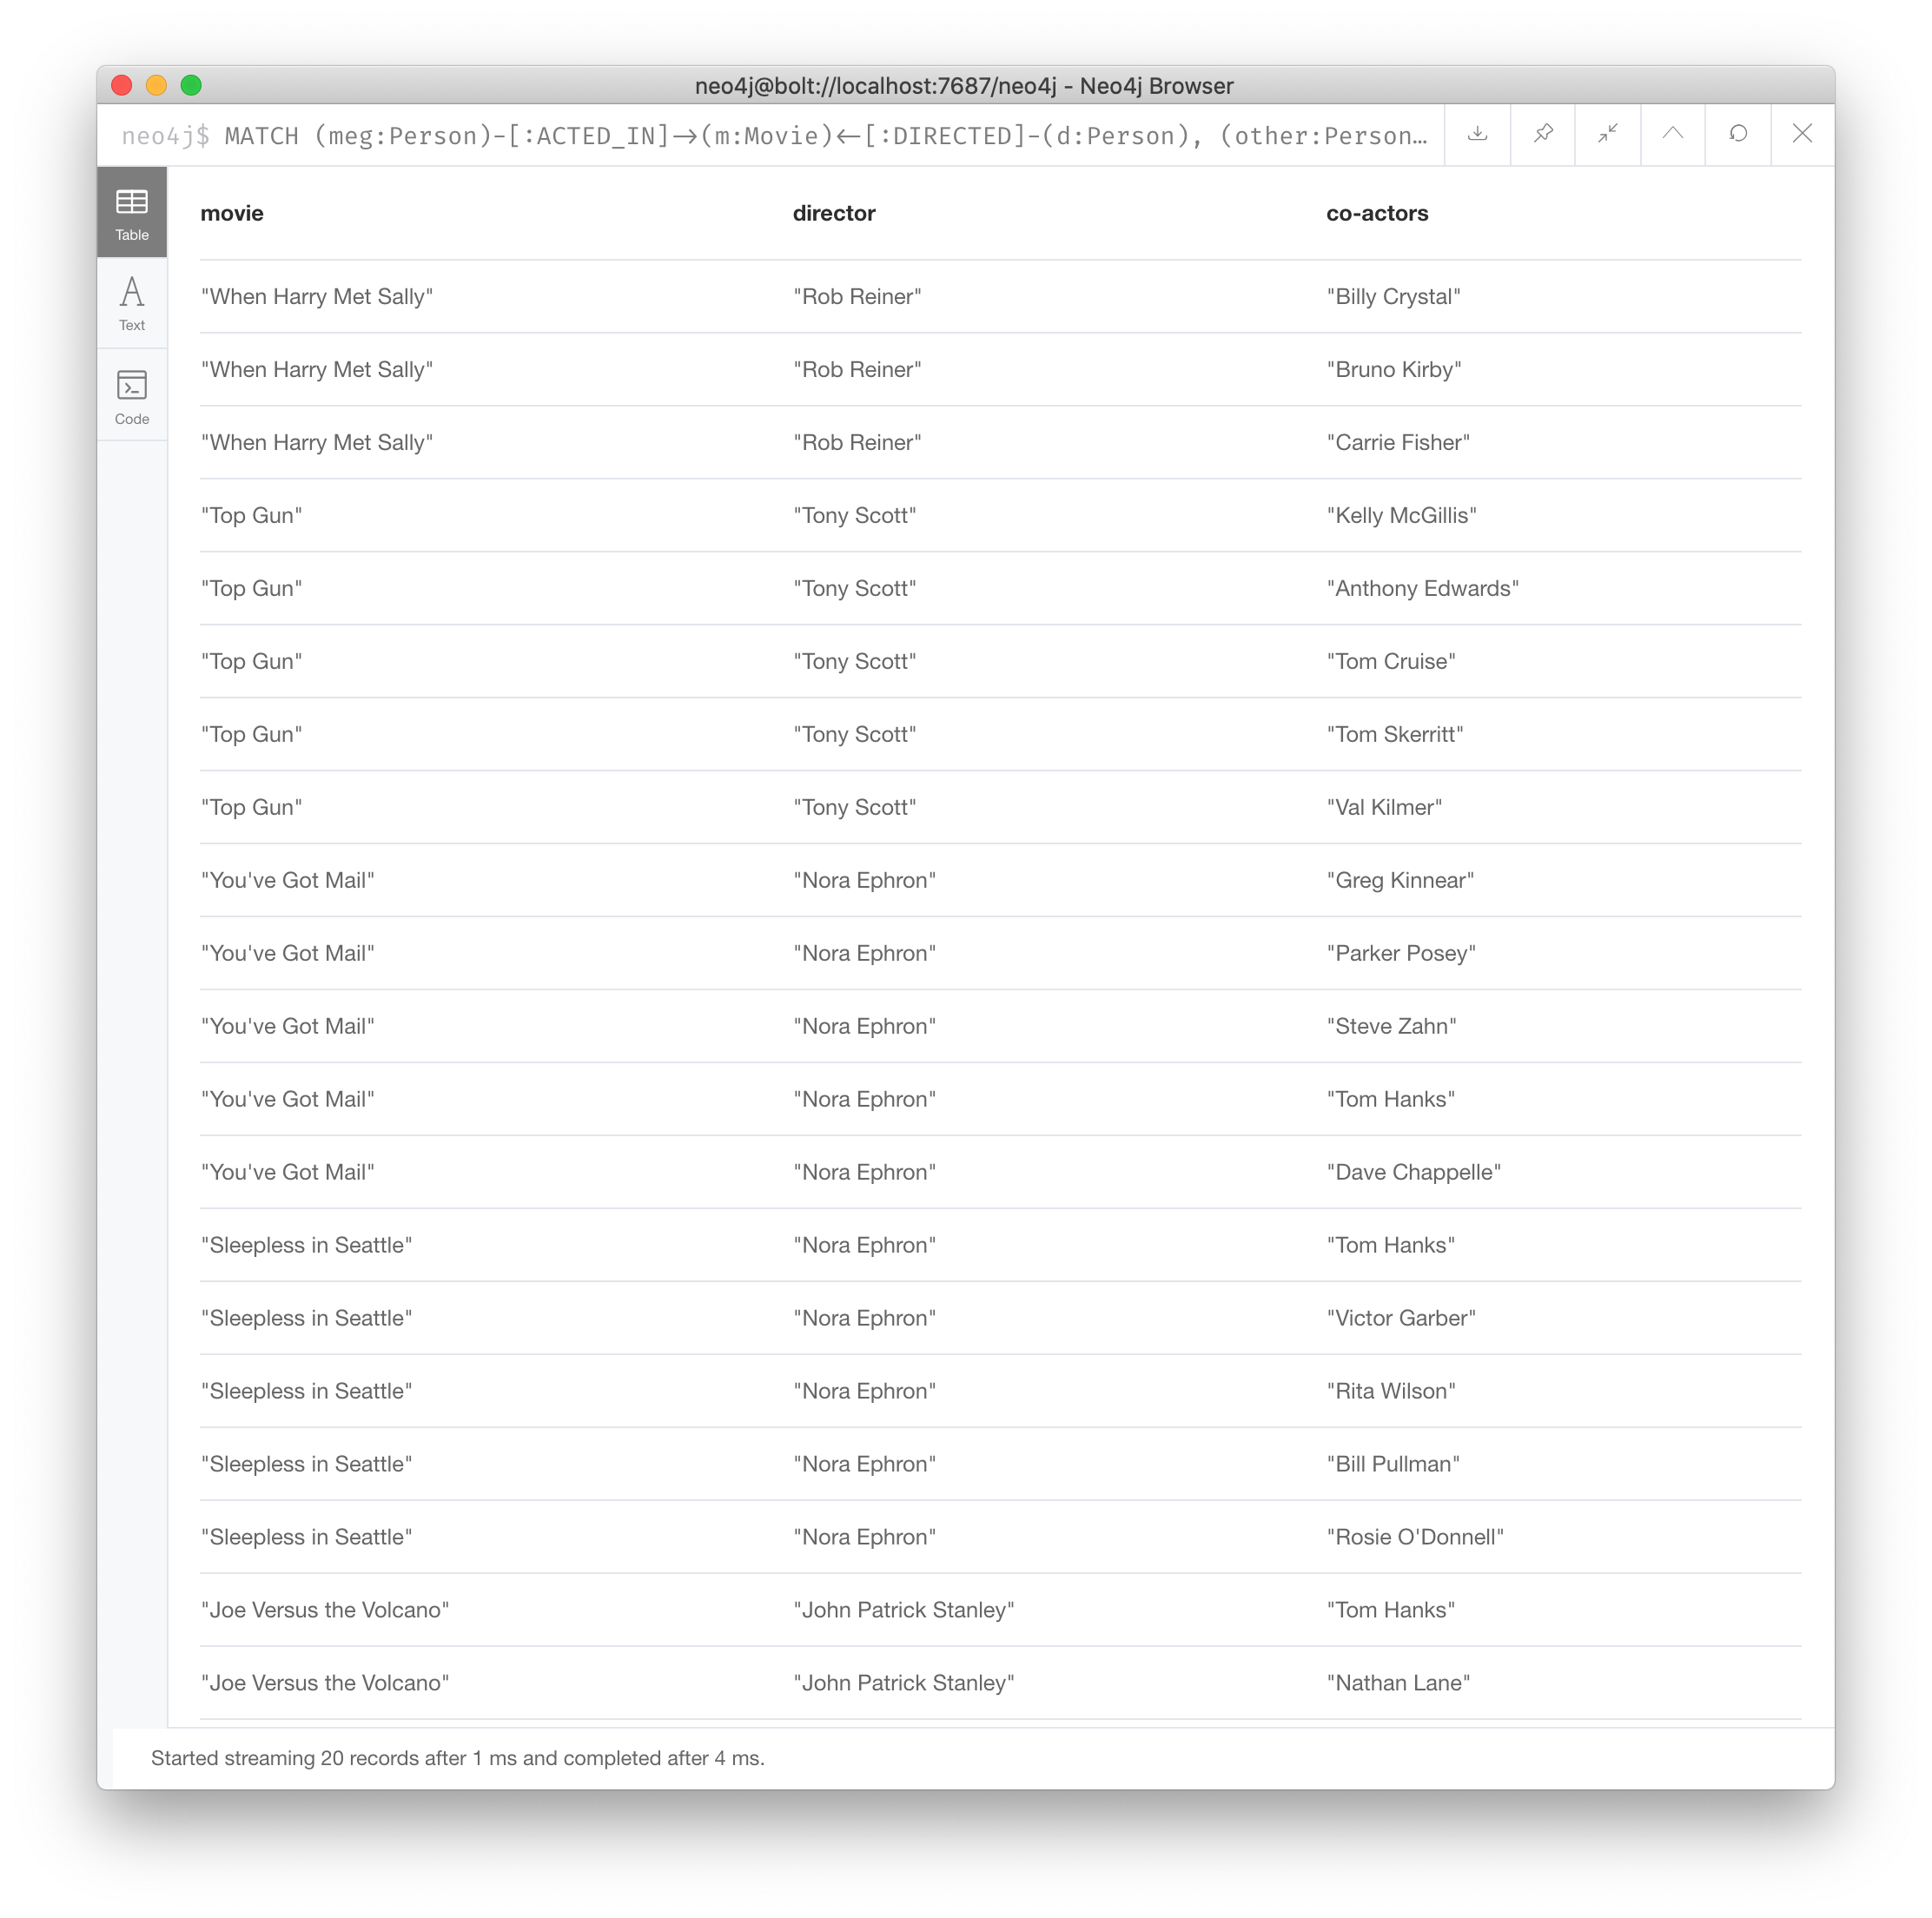 neo4j@bolt://localhost:7687/neo4j - Neo4j Browser
neo4j$ MATCH (meg:Person)-[:ACTED_IN]→(m:Movie)←[:DIRECTED]-(d:Person), (other:Person…
Table
Text
Code
movie director co-actors
"When Harry Met Sally" "Rob Reiner" "Billy Crystal"
"When Harry Met Sally" "Rob Reiner" "Bruno Kirby"
"When Harry Met Sally" "Rob Reiner" "Carrie Fisher"
"Top Gun" "Tony Scott" "Kelly McGillis"
"Top Gun" "Tony Scott" "Anthony Edwards"
"Top Gun" "Tony Scott" "Tom Cruise"
"Top Gun" "Tony Scott" "Tom Skerritt"
"Top Gun" "Tony Scott" "Val Kilmer"
"You've Got Mail" "Nora Ephron" "Greg Kinnear"
"You've Got Mail" "Nora Ephron" "Parker Posey"
"You've Got Mail" "Nora Ephron" "Steve Zahn"
"You've Got Mail" "Nora Ephron" "Tom Hanks"
"You've Got Mail" "Nora Ephron" "Dave Chappelle"
"Sleepless in Seattle" "Nora Ephron" "Tom Hanks"
"Sleepless in Seattle" "Nora Ephron" "Victor Garber"
"Sleepless in Seattle" "Nora Ephron" "Rita Wilson"
"Sleepless in Seattle" "Nora Ephron" "Bill Pullman"
"Sleepless in Seattle" "Nora Ephron" "Rosie O'Donnell"
"Joe Versus the Volcano" "John Patrick Stanley" "Tom Hanks"
"Joe Versus the Volcano" "John Patrick Stanley" "Nathan Lane"
Started streaming 20 records after 1 ms and completed after 4 ms.